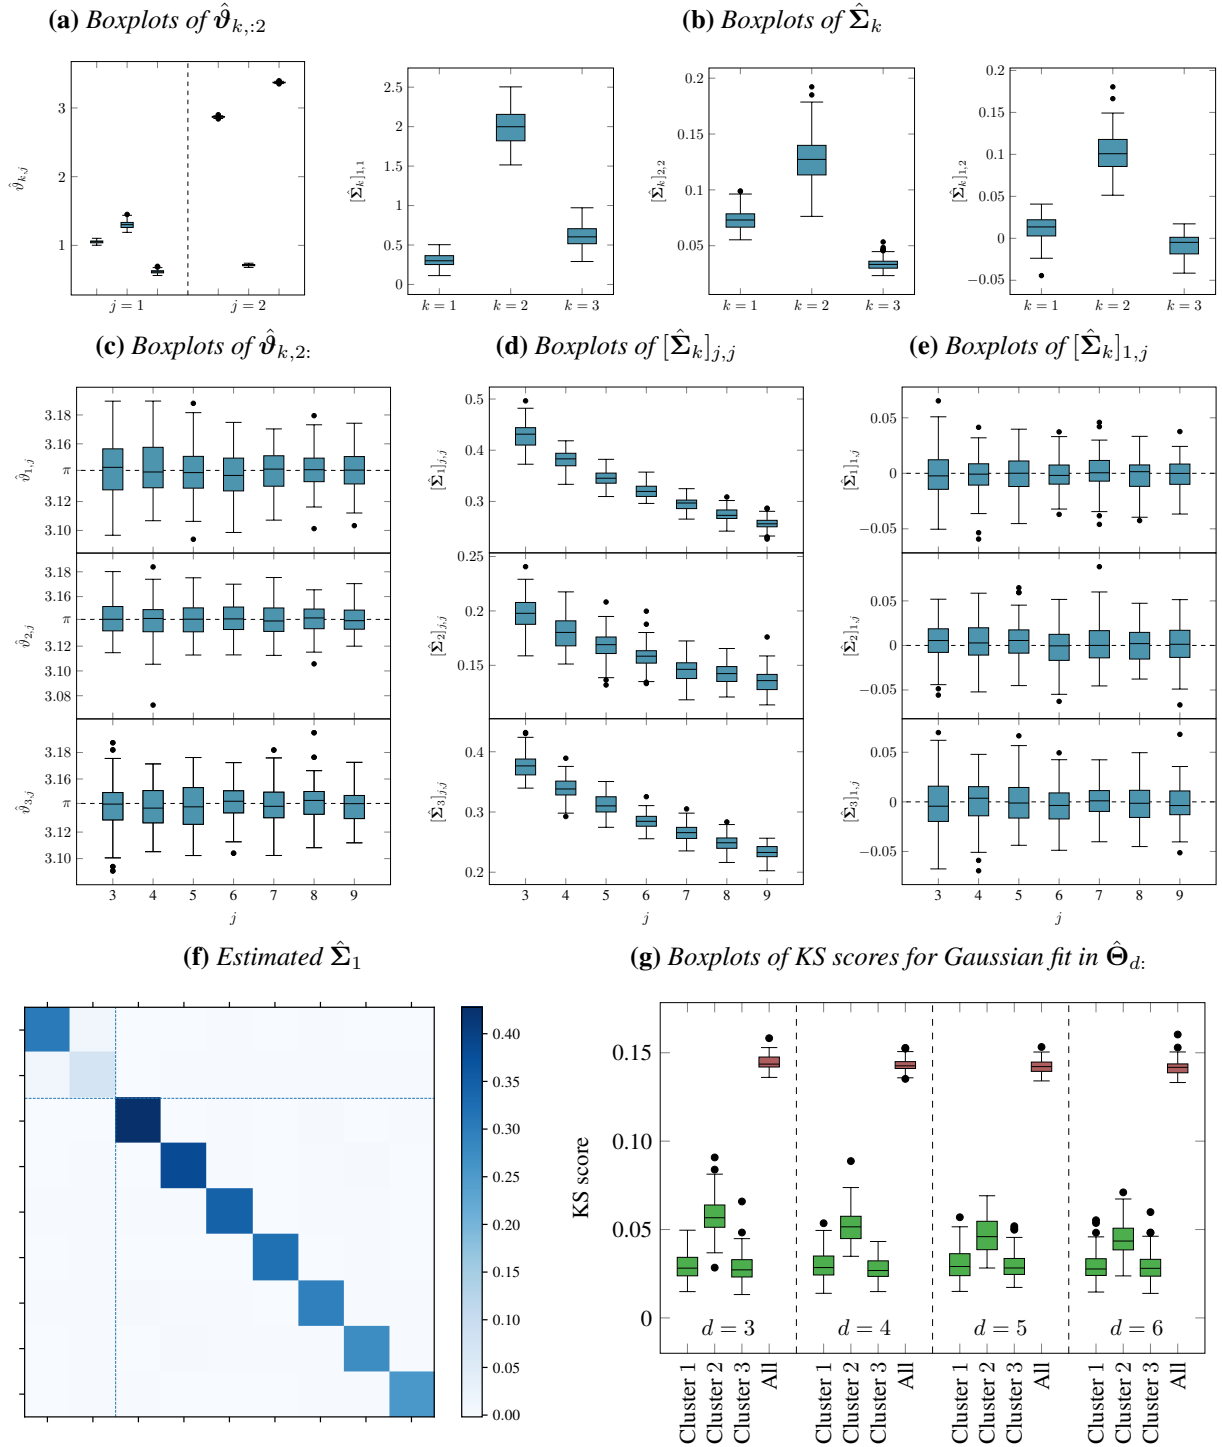 (a) Boxplots of ϑ̂ₖ,:2
(b) Boxplots of Σ̂ₖ
ϑ̂ₖ,ⱼ
3
2
1
j = 1
j = 2
[Σ̂ₖ]₁,₁
2.5
2
1.5
1
0.5
0
k = 1
k = 2
k = 3
[Σ̂ₖ]₂,₂
0.2
0.15
0.1
0.05
k = 1
k = 2
k = 3
[Σ̂ₖ]₁,₂
0.2
0.15
0.1
0.05
0
−0.05
k = 1
k = 2
k = 3
(c) Boxplots of ϑ̂ₖ,2:
ϑ̂₁,ⱼ
3.18
3.16
π
3.12
3.10
ϑ̂₂,ⱼ
3.18
3.16
π
3.12
3.10
3.08
ϑ̂₃,ⱼ
3.18
3.16
π
3.12
3.10
3 4 5 6 7 8 9
j
(d) Boxplots of [Σ̂ₖ]ⱼ,ⱼ
[Σ̂₁]ⱼ,ⱼ
0.5
0.4
0.3
[Σ̂₂]ⱼ,ⱼ
0.25
0.2
0.15
[Σ̂₃]ⱼ,ⱼ
0.4
0.3
0.2
3 4 5 6 7 8 9
j
(e) Boxplots of [Σ̂ₖ]₁,ⱼ
[Σ̂₁]₁,ⱼ
0.05
0
−0.05
[Σ̂₂]₁,ⱼ
0.05
0
−0.05
[Σ̂₃]₁,ⱼ
0.05
0
−0.05
3 4 5 6 7 8 9
j
(f) Estimated Σ̂₁
0.40
0.35
0.30
0.25
0.20
0.15
0.10
0.05
0.00
(g) Boxplots of KS scores for Gaussian fit in Θ̂d:
KS score
0.15
0.10
0.05
0
d = 3
d = 4
d = 5
d = 6
Cluster 1
Cluster 2
Cluster 3
All
Cluster 1
Cluster 2
Cluster 3
All
Cluster 1
Cluster 2
Cluster 3
All
Cluster 1
Cluster 2
Cluster 3
All